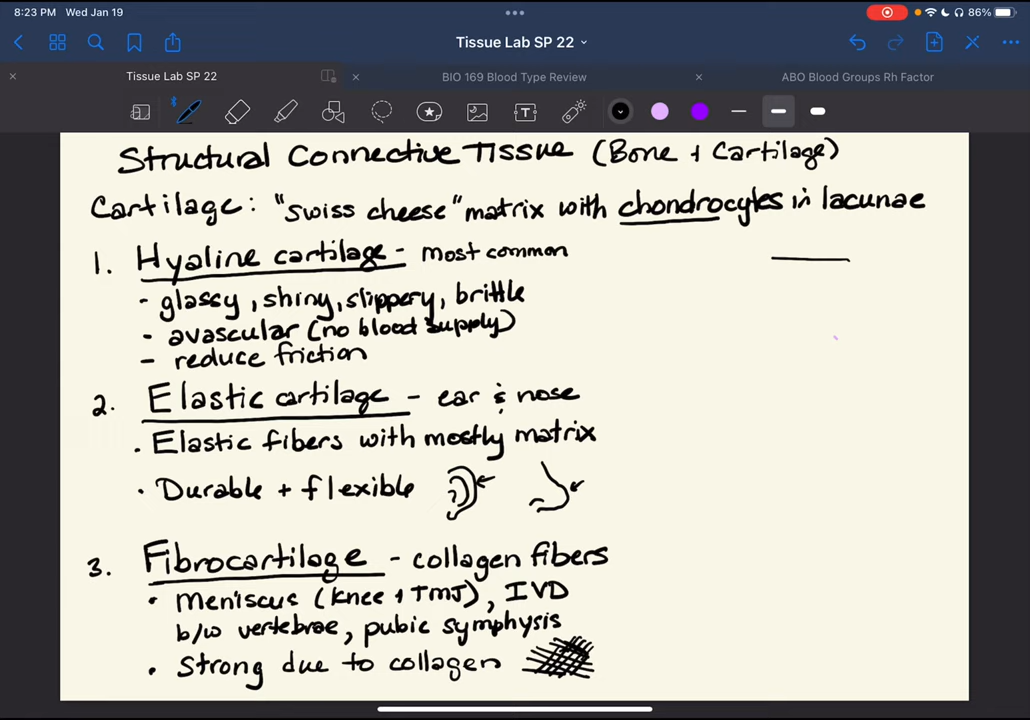 8:23 PM Wed Jan 19
86%
Tissue Lab SP 22
Tissue Lab SP 22
BIO 169 Blood Type Review
ABO Blood Groups Rh Factor
Structural Connective Tissue (Bone + Cartilage)
Cartilage: "swiss cheese" matrix with chondrocytes in lacunae
1. Hyaline cartilage - most common
- glassy, shiny, slippery, brittle
- avascular (no blood supply)
- reduce friction
2. Elastic cartilage - ear & nose
• Elastic fibers with mostly matrix
• Durable + flexible
3. Fibrocartilage - collagen fibers
• Meniscus (knee + TMJ), IVD
b/w vertebrae, pubic symphysis
• Strong due to collagen